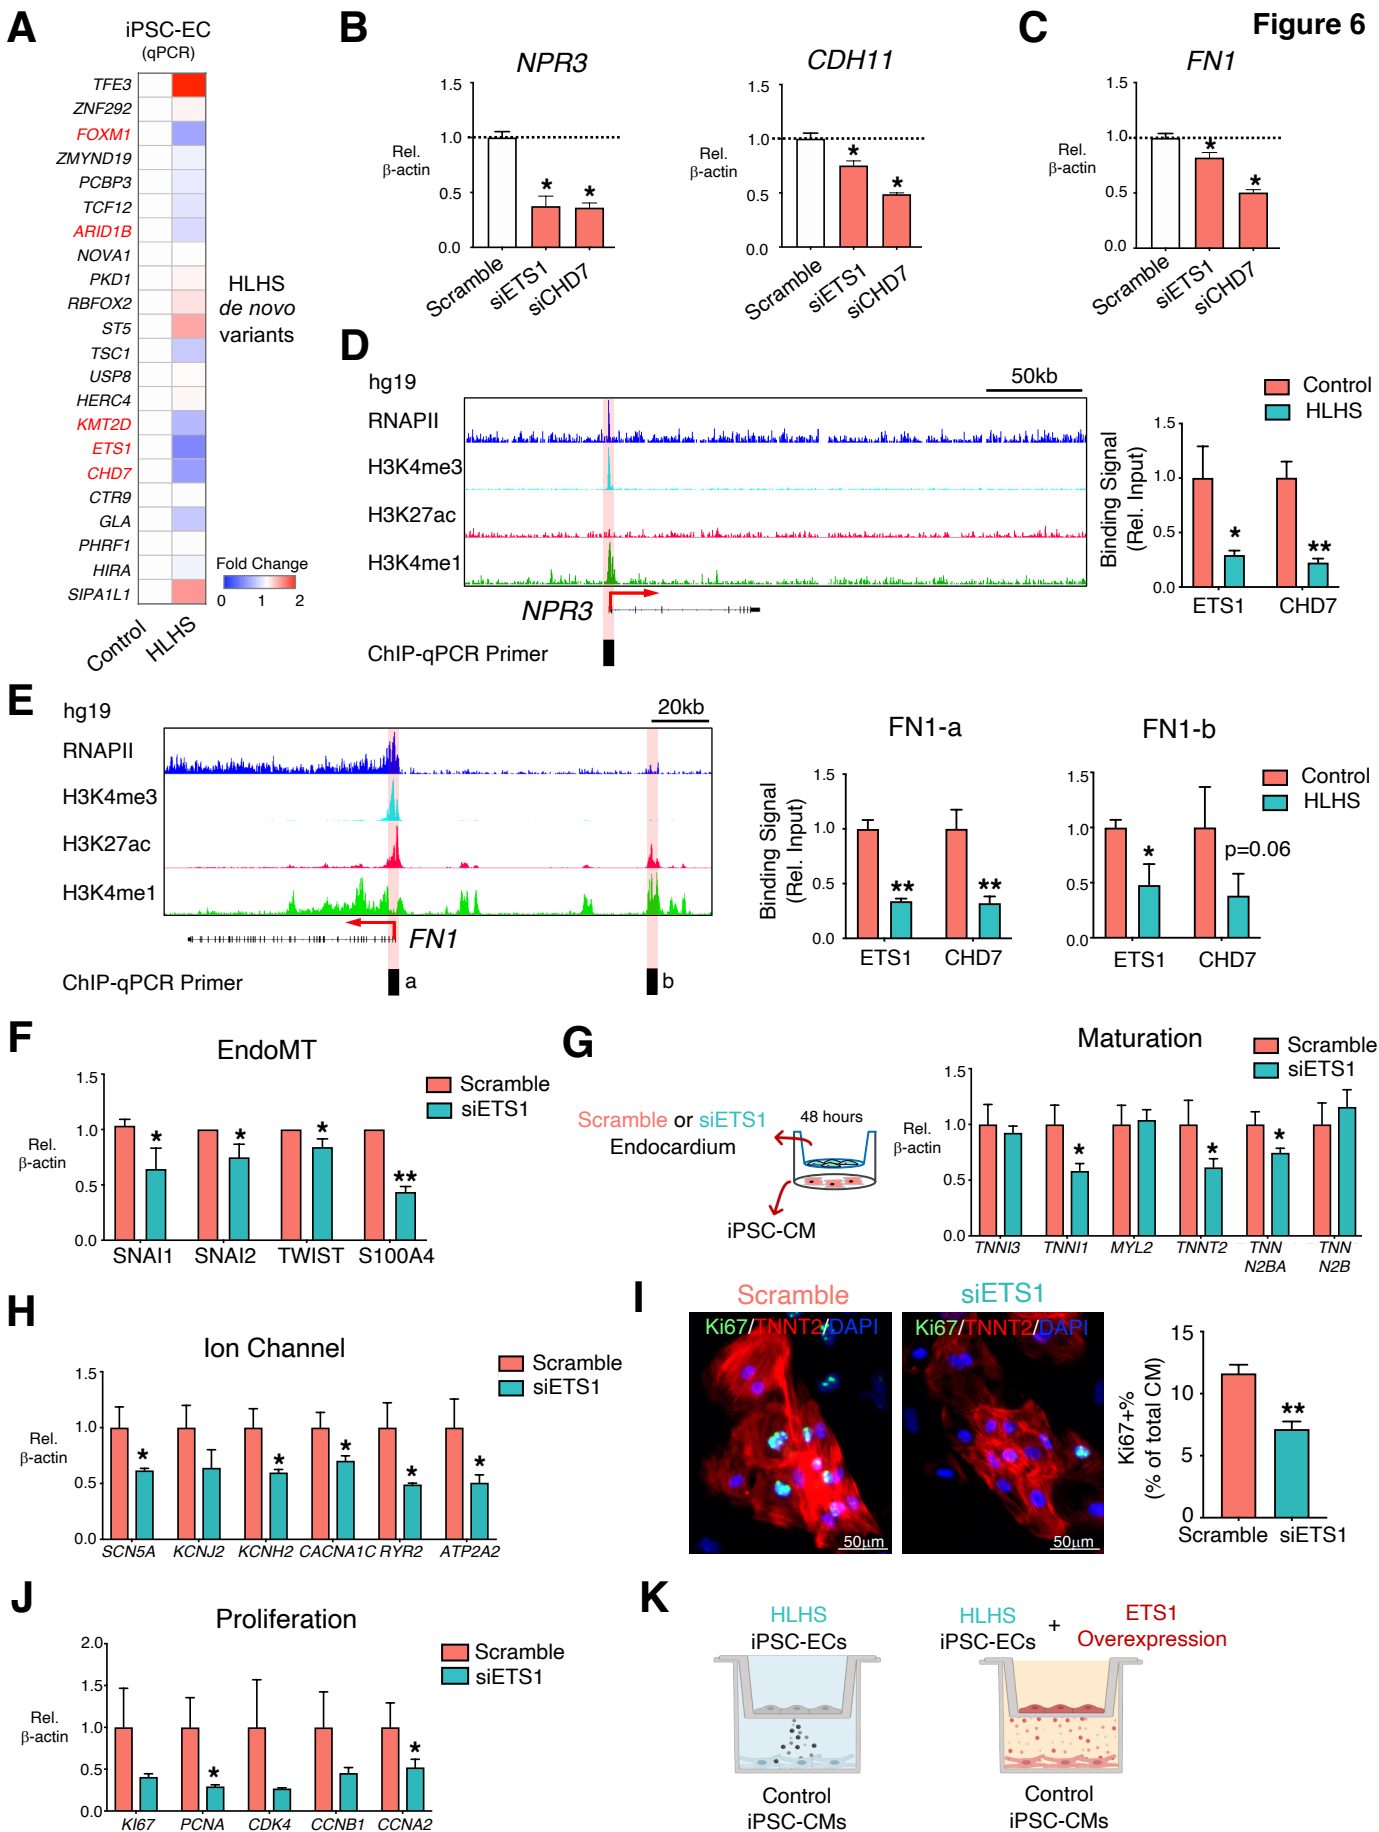 Figure 6
A
iPSC-EC
(qPCR)
TFE3
ZNF292
FOXM1
ZMYND19
PCBP3
TCF12
ARID1B
NOVA1
PKD1
RBFOX2
ST5
TSC1
USP8
HERC4
KMT2D
ETS1
CHD7
CTR9
GLA
PHRF1
HIRA
SIPA1L1
Control
HLHS
HLHS
de novo
variants
Fold Change
0 1 2
B
NPR3
1.5
1.0
0.5
0.0
Rel.
β-actin
* *
Scramble
siETS1
siCHD7
CDH11
1.5
1.0
0.5
0.0
Rel.
β-actin
* *
Scramble
siETS1
siCHD7
C
FN1
1.5
1.0
0.5
0.0
Rel.
β-actin
* *
Scramble
siETS1
siCHD7
D
hg19
50kb
RNAPII
H3K4me3
H3K27ac
H3K4me1
NPR3
ChIP-qPCR Primer
Control
HLHS
Binding Signal
(Rel. Input)
1.5
1.0
0.5
0.0
* **
ETS1 CHD7
E
hg19
20kb
RNAPII
H3K4me3
H3K27ac
H3K4me1
FN1
ChIP-qPCR Primer
a
b
FN1-a
Binding Signal
(Rel. Input)
1.5
1.0
0.5
0.0
** **
ETS1 CHD7
FN1-b
Control
HLHS
1.5
1.0
0.5
0.0
*
p=0.06
ETS1 CHD7
F
EndoMT
Scramble
siETS1
1.5
1.0
0.5
0.0
Rel.
β-actin
* * * **
SNAI1 SNAI2 TWIST S100A4
G
Scramble or siETS1
Endocardium
48 hours
iPSC-CM
Maturation
Scramble
siETS1
1.5
1.0
0.5
0.0
Rel.
β-actin
* * *
TNNI3 TNNI1 MYL2 TNNT2 TNN TNN
N2BA N2B
H
Ion Channel
Scramble
siETS1
1.5
1.0
0.5
0.0
Rel.
β-actin
* * * * *
SCN5A KCNJ2 KCNH2 CACNA1C RYR2 ATP2A2
I
Scramble
siETS1
Ki67/TNNT2/DAPI
Ki67/TNNT2/DAPI
50μm
50μm
Ki67+%
(% of total CM)
15
10
5
0
**
Scramble siETS1
J
Proliferation
Scramble
siETS1
2.0
1.5
1.0
0.5
0.0
Rel.
β-actin
* *
KI67 PCNA CDK4 CCNB1 CCNA2
K
HLHS
iPSC-ECs
Control
iPSC-CMs
HLHS
iPSC-ECs
+
ETS1
Overexpression
Control
iPSC-CMs